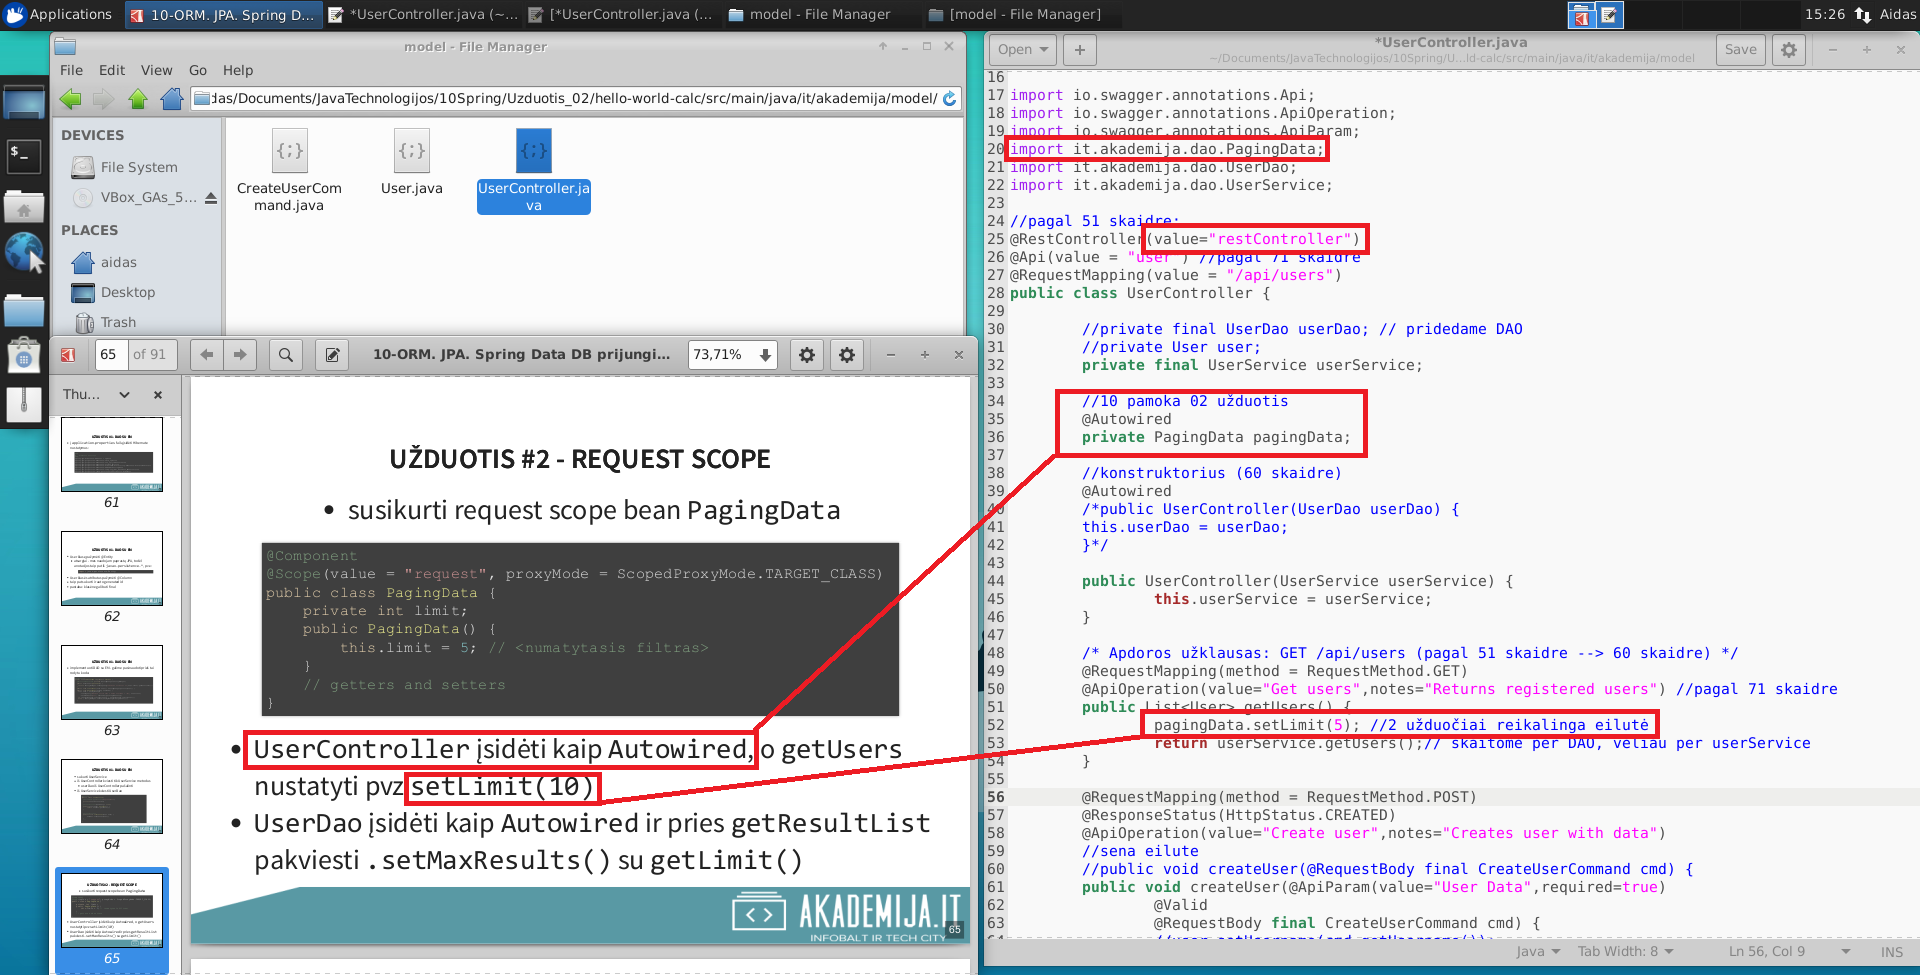 Applications
10-ORM. JPA. Spring D...
*UserController.java (~...
[*UserController.java (...
model - File Manager
[model - File Manager]
15:26
Aidas
model - File Manager
File Edit View Go Help
das/Documents/JavaTechnologijos/10Spring/Uzduotis_02/hello-world-calc/src/main/java/it/akademija/model/
DEVICES
File System
VBox_GAs_5...
PLACES
aidas
Desktop
Trash
CreateUserCom
mand.java
User.java
UserController.ja
va
65 of 91
10-ORM. JPA. Spring Data DB prijungi...
73,71%
Thu...
61
62
63
64
65
UŽDUOTIS #2 - REQUEST SCOPE
• susikurti request scope bean PagingData
@Component
@Scope(value = "request", proxyMode = ScopedProxyMode.TARGET_CLASS)
public class PagingData {
private int limit;
public PagingData() {
this.limit = 5; // <numatytasis filtras>
}
// getters and setters
}
• UserController įsidėti kaip Autowired, o getUsers
nustatyti pvz setLimit(10)
• UserDao įsidėti kaip Autowired ir pries getResultList
pakviesti .setMaxResults() su getLimit()
AKADEMIJA.IT
INFOBALT IR TECH CITY
65
Open
+
*UserController.java
~/Documents/JavaTechnologijos/10Spring/U...ld-calc/src/main/java/it/akademija/model
Save
16
17 import io.swagger.annotations.Api;
18 import io.swagger.annotations.ApiOperation;
19 import io.swagger.annotations.ApiParam;
20 import it.akademija.dao.PagingData;
21 import it.akademija.dao.UserDao;
22 import it.akademija.dao.UserService;
23
24 //pagal 51 skaidre:
25 @RestController(value="restController")
26 @Api(value = "user") //pagal 71 skaidre
27 @RequestMapping(value = "/api/users")
28 public class UserController {
29
30 //private final UserDao userDao; // pridedame DAO
31 //private User user;
32 private final UserService userService;
33
34 //10 pamoka 02 užduotis
35 @Autowired
36 private PagingData pagingData;
37
38 //konstruktorius (60 skaidre)
39 @Autowired
40 /*public UserController(UserDao userDao) {
41 this.userDao = userDao;
42 }*/
43
44 public UserController(UserService userService) {
45 this.userService = userService;
46 }
47
48 /* Apdoros užklausas: GET /api/users (pagal 51 skaidre --> 60 skaidre) */
49 @RequestMapping(method = RequestMethod.GET)
50 @ApiOperation(value="Get users",notes="Returns registered users") //pagal 71 skaidre
51 public List<User> getUsers() {
52 pagingData.setLimit(5); //2 užduočiai reikalinga eilutė
53 return userService.getUsers();// skaitome per DAO, vėliau per userService
54 }
55
56 @RequestMapping(method = RequestMethod.POST)
57 @ResponseStatus(HttpStatus.CREATED)
58 @ApiOperation(value="Create user",notes="Creates user with data")
59 //sena eilute
60 //public void createUser(@RequestBody final CreateUserCommand cmd) {
61 public void createUser(@ApiParam(value="User Data",required=true)
62 @Valid
63 @RequestBody final CreateUserCommand cmd) {
Java Tab Width: 8 Ln 56, Col 9 INS